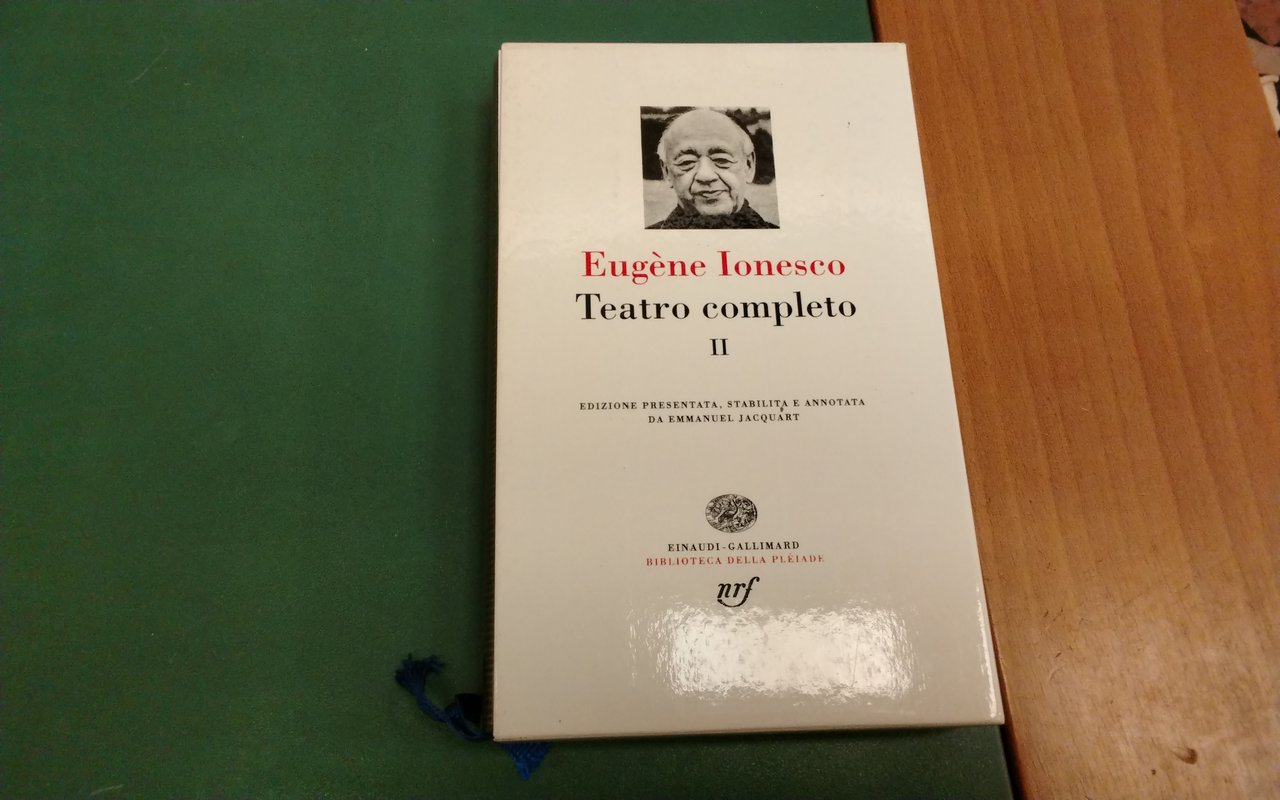 Eugène Ionesco
Teatro completo
II
EDIZIONE PRESENTATA, STABILITA E ANNOTATA
DA EMMANUEL JACQUART
EINAUDI-GALLIMARD
BIBLIOTECA DELLA PLÉIADE
nrf